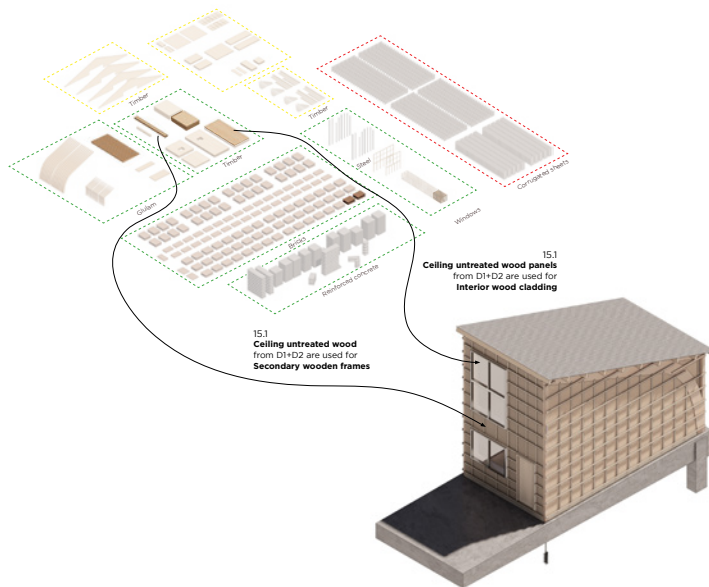 Timber
Timber
Timber
Glulam
Steel
Corrugated sheets
Windows
Bricks
Reinforced concrete
15.1
Ceiling untreated wood panels
from D1+D2 are used for
Interior wood cladding
15.1
Ceiling untreated wood
from D1+D2 are used for
Secondary wooden frames